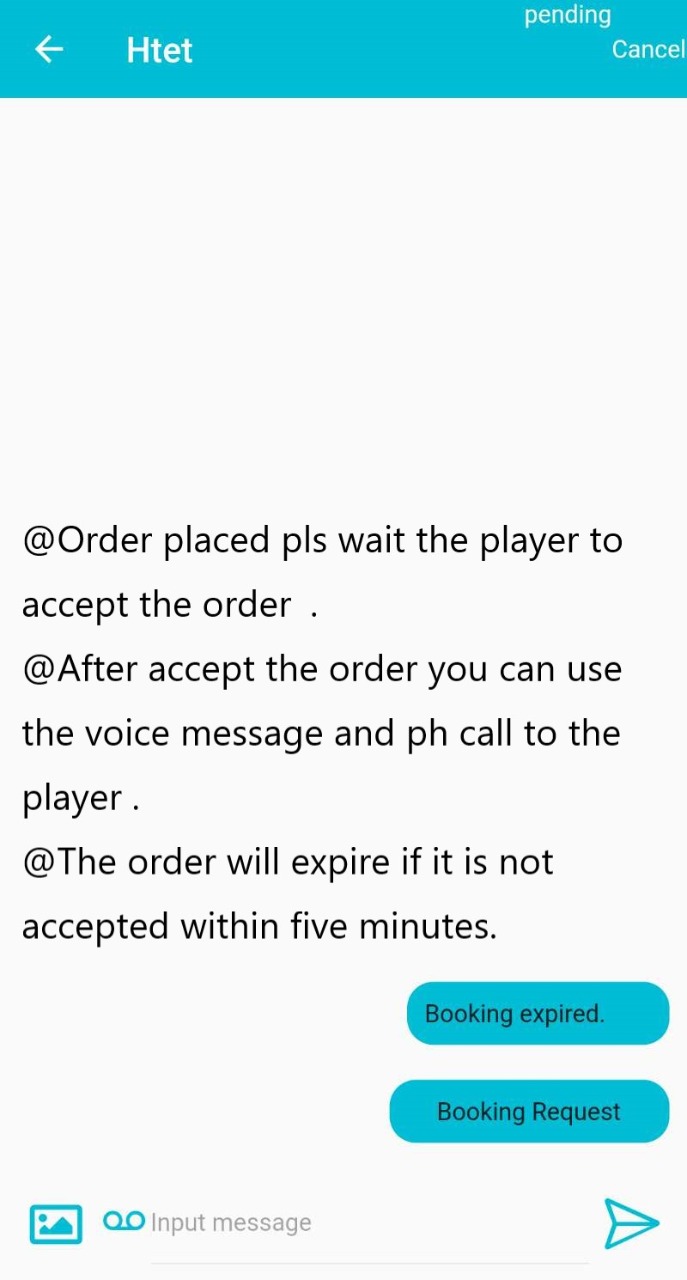 pending
Htet
Cancel
@Order placed pls wait the player to
accept the order .
@After accept the order you can use
the voice message and ph call to the
player .
@The order will expire if it is not
accepted within five minutes.
Booking expired.
Booking Request
Input message